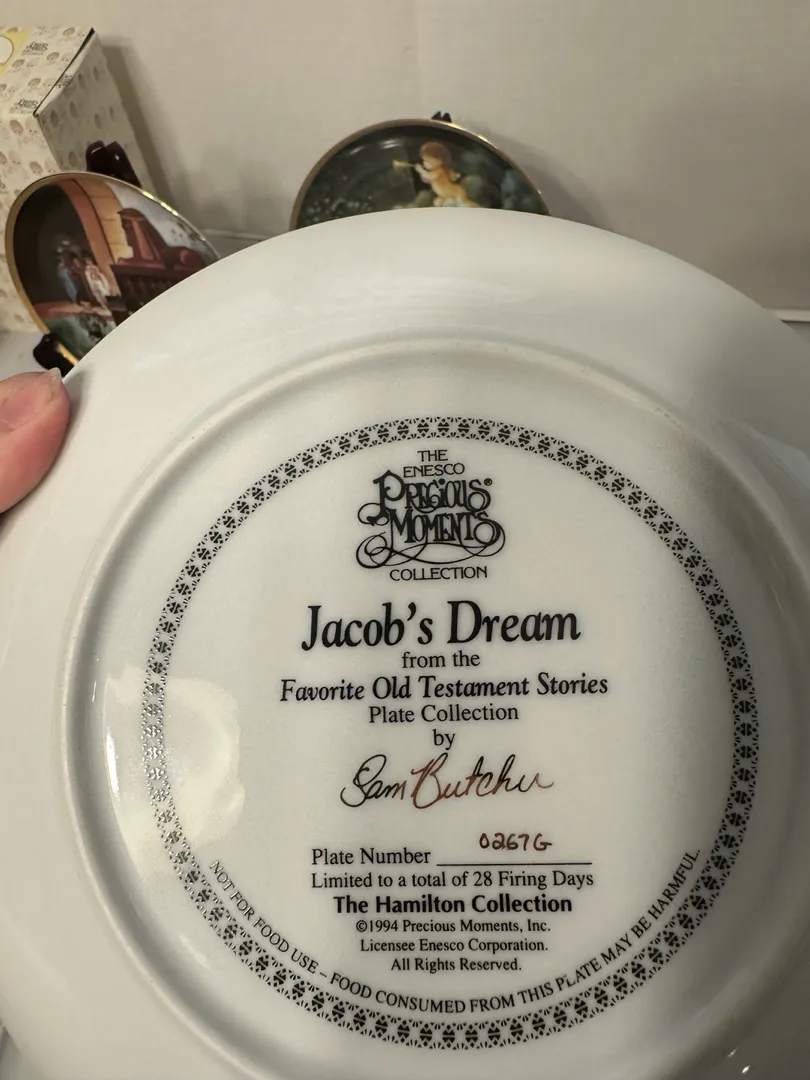 THE
ENESCO
PRECIOUS®
MOMENTS
COLLECTION
Jacob's Dream
from the
Favorite Old Testament Stories
Plate Collection
by
Sam Butcher
Plate Number 0267G
Limited to a total of 28 Firing Days
The Hamilton Collection
©1994 Precious Moments, Inc.
Licensee Enesco Corporation.
All Rights Reserved.
NOT FOR FOOD USE – FOOD CONSUMED FROM THIS PLATE MAY BE HARMFUL.